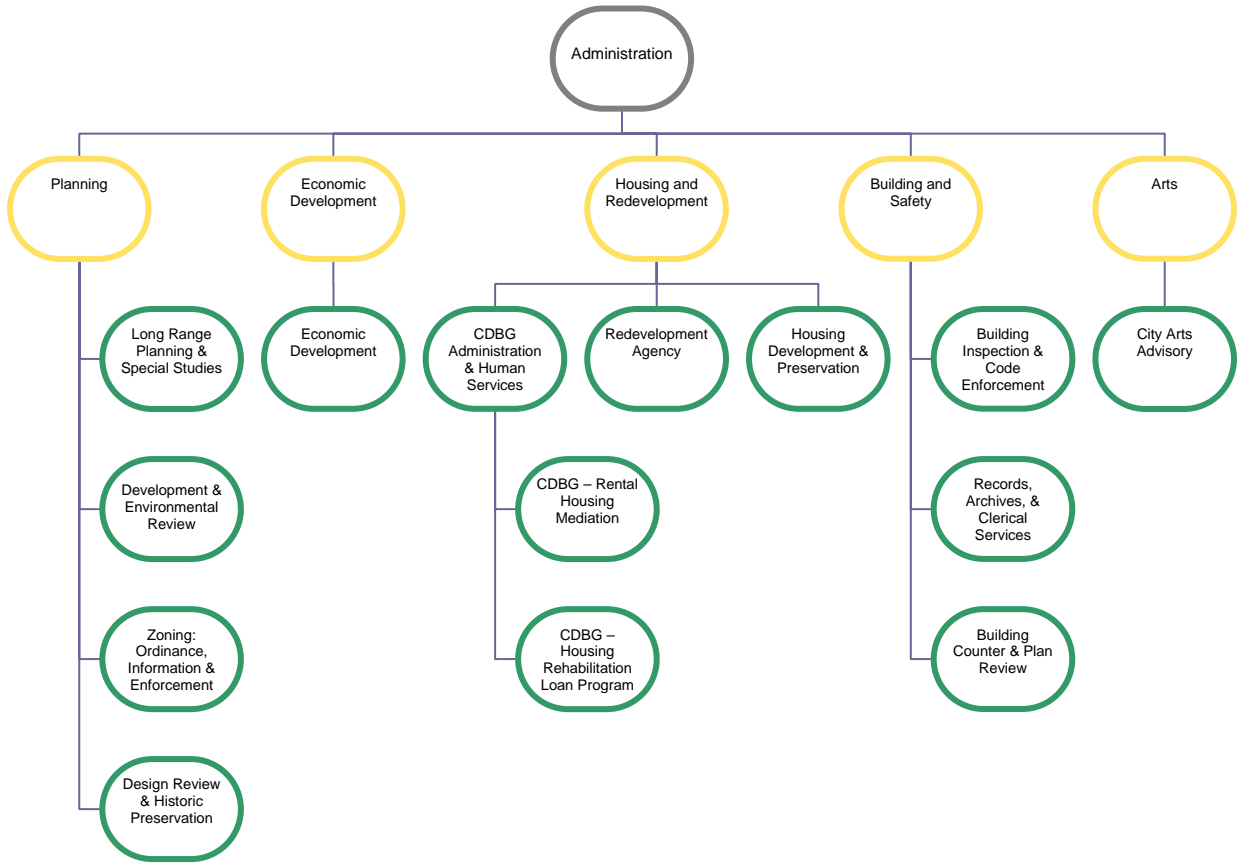 Administration
Planning
Economic
Development
Housing and
Redevelopment
Building and
Safety
Arts
Long Range
Planning &
Special Studies
Economic
Development
CDBG
Administration
& Human
Services
Redevelopment
Agency
Housing
Development &
Preservation
Building
Inspection &
Code
Enforcement
City Arts
Advisory
Development &
Environmental
Review
CDBG – Rental
Housing
Mediation
Records,
Archives, &
Clerical
Services
Zoning:
Ordinance,
Information &
Enforcement
CDBG –
Housing
Rehabilitation
Loan Program
Building
Counter & Plan
Review
Design Review
& Historic
Preservation